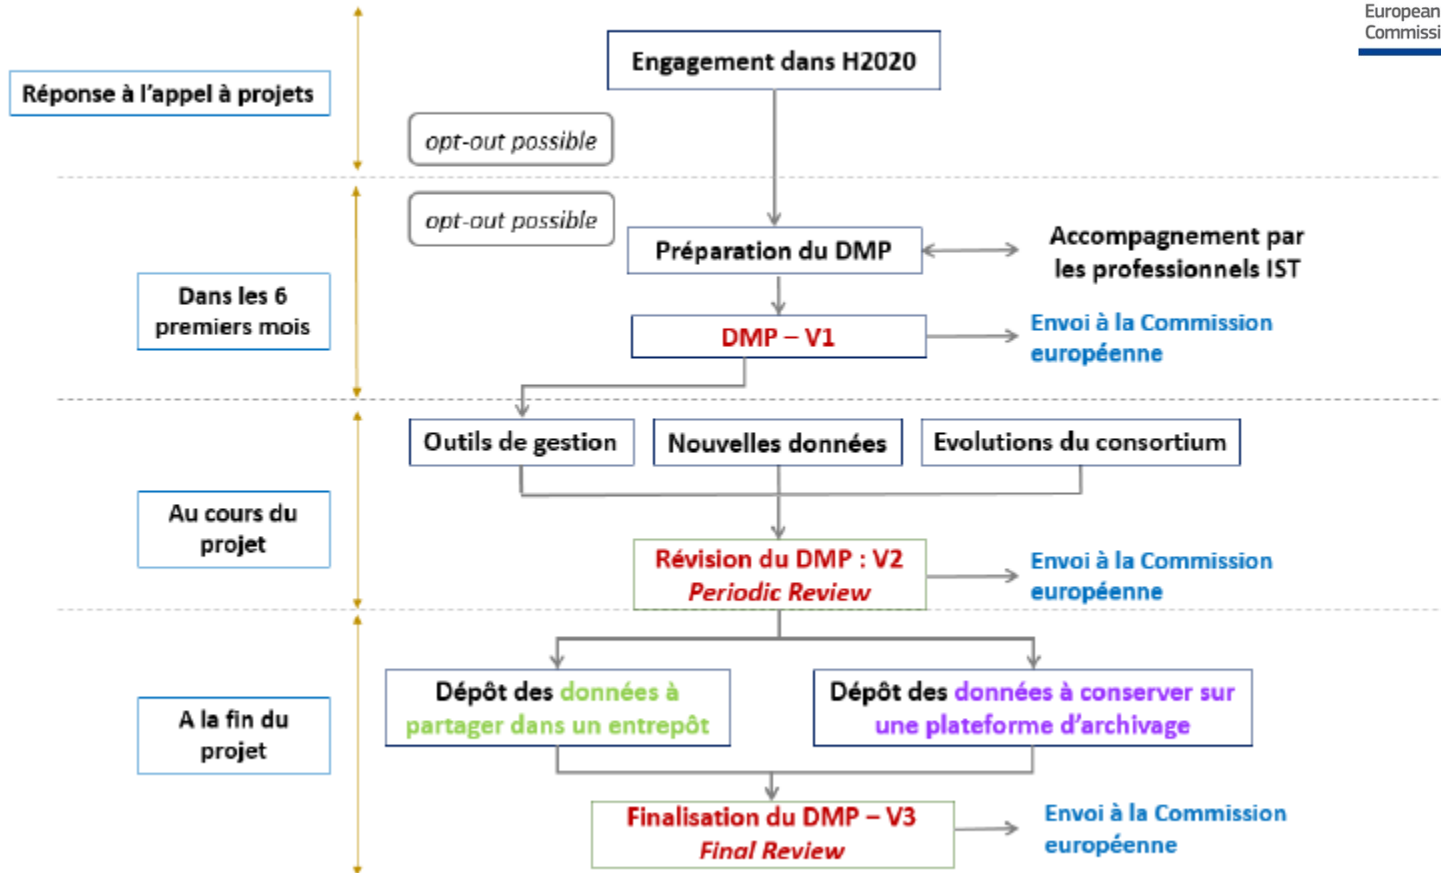 European
Commissi
Engagement dans H2020
Réponse à l'appel à projets
opt-out possible
opt-out possible
Préparation du DMP
Accompagnement par
les professionnels IST
Dans les 6
premiers mois
DMP – V1
Envoi à la Commission
européenne
Outils de gestion
Nouvelles données
Evolutions du consortium
Au cours du
projet
Révision du DMP : V2
Periodic Review
Envoi à la Commission
européenne
A la fin du
projet
Dépôt des données à
partager dans un entrepôt
Dépôt des données à conserver sur
une plateforme d'archivage
Finalisation du DMP – V3
Final Review
Envoi à la Commission
européenne